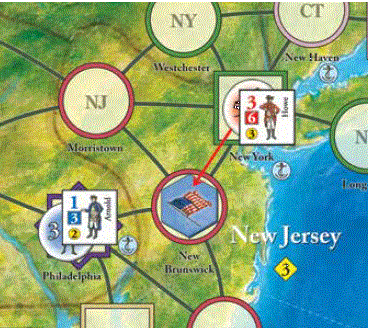 NY
CT
Westchester
New Haven
NJ
3
6
3
Howe
Morristown
New York
N
Long
1
3
2
Arnold
3
New Jersey
Philadelphia
New
Brunswick
3